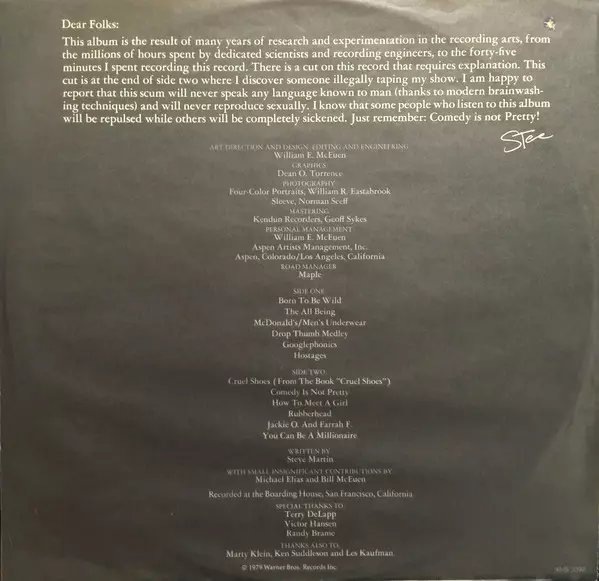 Dear Folks:
This album is the result of many years of research and experimentation in the recording arts, from
the millions of hours spent by dedicated scientists and recording engineers, to the forty-five
minutes I spent recording this record. There is a cut on this record that requires explanation. This
cut is at the end of side two where I discover someone illegally taping my show. I am happy to
report that this scum will never speak any language known to man (thanks to modern brainwash-
ing techniques) and will never reproduce sexually. I know that some people who listen to this album
will be repulsed while others will be completely sickened. Just remember: Comedy is not Pretty!
ART DIRECTION AND DESIGN, EDITING AND ENGINEERING
William E. McEuen
GRAPHICS
Dean O. Torrence
PHOTOGRAPHY
Four-Color Portraits, William R. Eastabrook
Sleeve, Norman Seeff
MASTERING
Kendun Recorders, Geoff Sykes
PERSONAL MANAGEMENT
William E. McEuen
Aspen Artists Management, Inc.
Aspen, Colorado/Los Angeles, California
ROAD MANAGER
Maple
SIDE ONE
Born To Be Wild
The All Being
McDonald's/Men's Underwear
Drop Thumb Medley
Googlephonics
Hostages
SIDE TWO
Cruel Shoes (From The Book "Cruel Shoes")
Comedy Is Not Pretty
How To Meet A Girl
Rubberhead
Jackie O. And Farrah F.
You Can Be A Millionaire
WRITTEN BY
Steve Martin
WITH SMALL INSIGNIFICANT CONTRIBUTIONS BY
Michael Elias and Bill McEuen
Recorded at the Boarding House, San Francisco, California
SPECIAL THANKS TO:
Terry DeLapp
Victor Hansen
Randy Brame
THANKS ALSO TO:
Marty Klein, Ken Suddleson and Les Kaufman.
© 1979 Warner Bros. Records Inc.